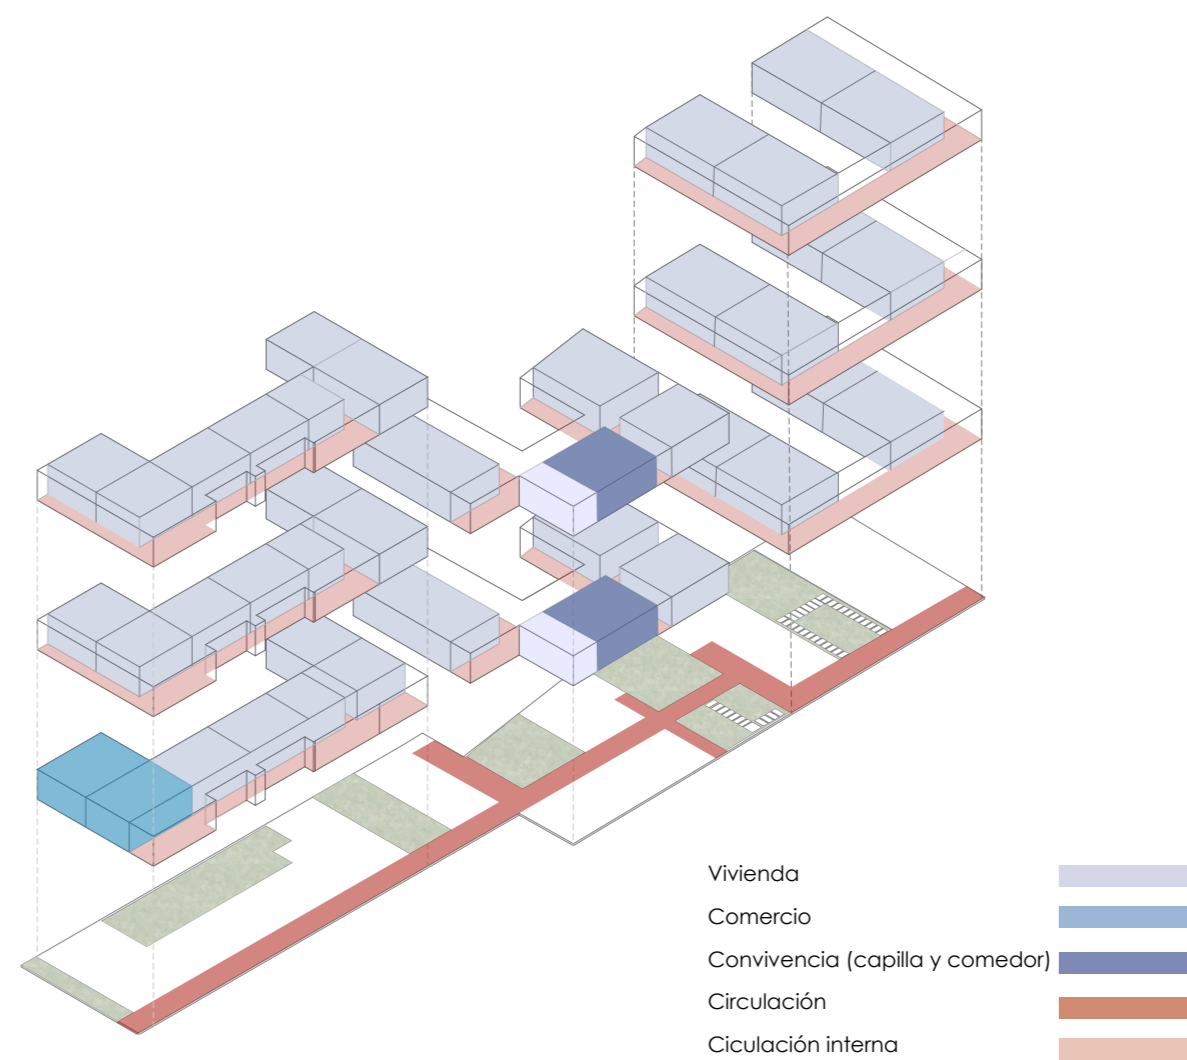 Vivienda
Comercio
Convivencia (capilla y comedor)
Circulación
Ciculación interna